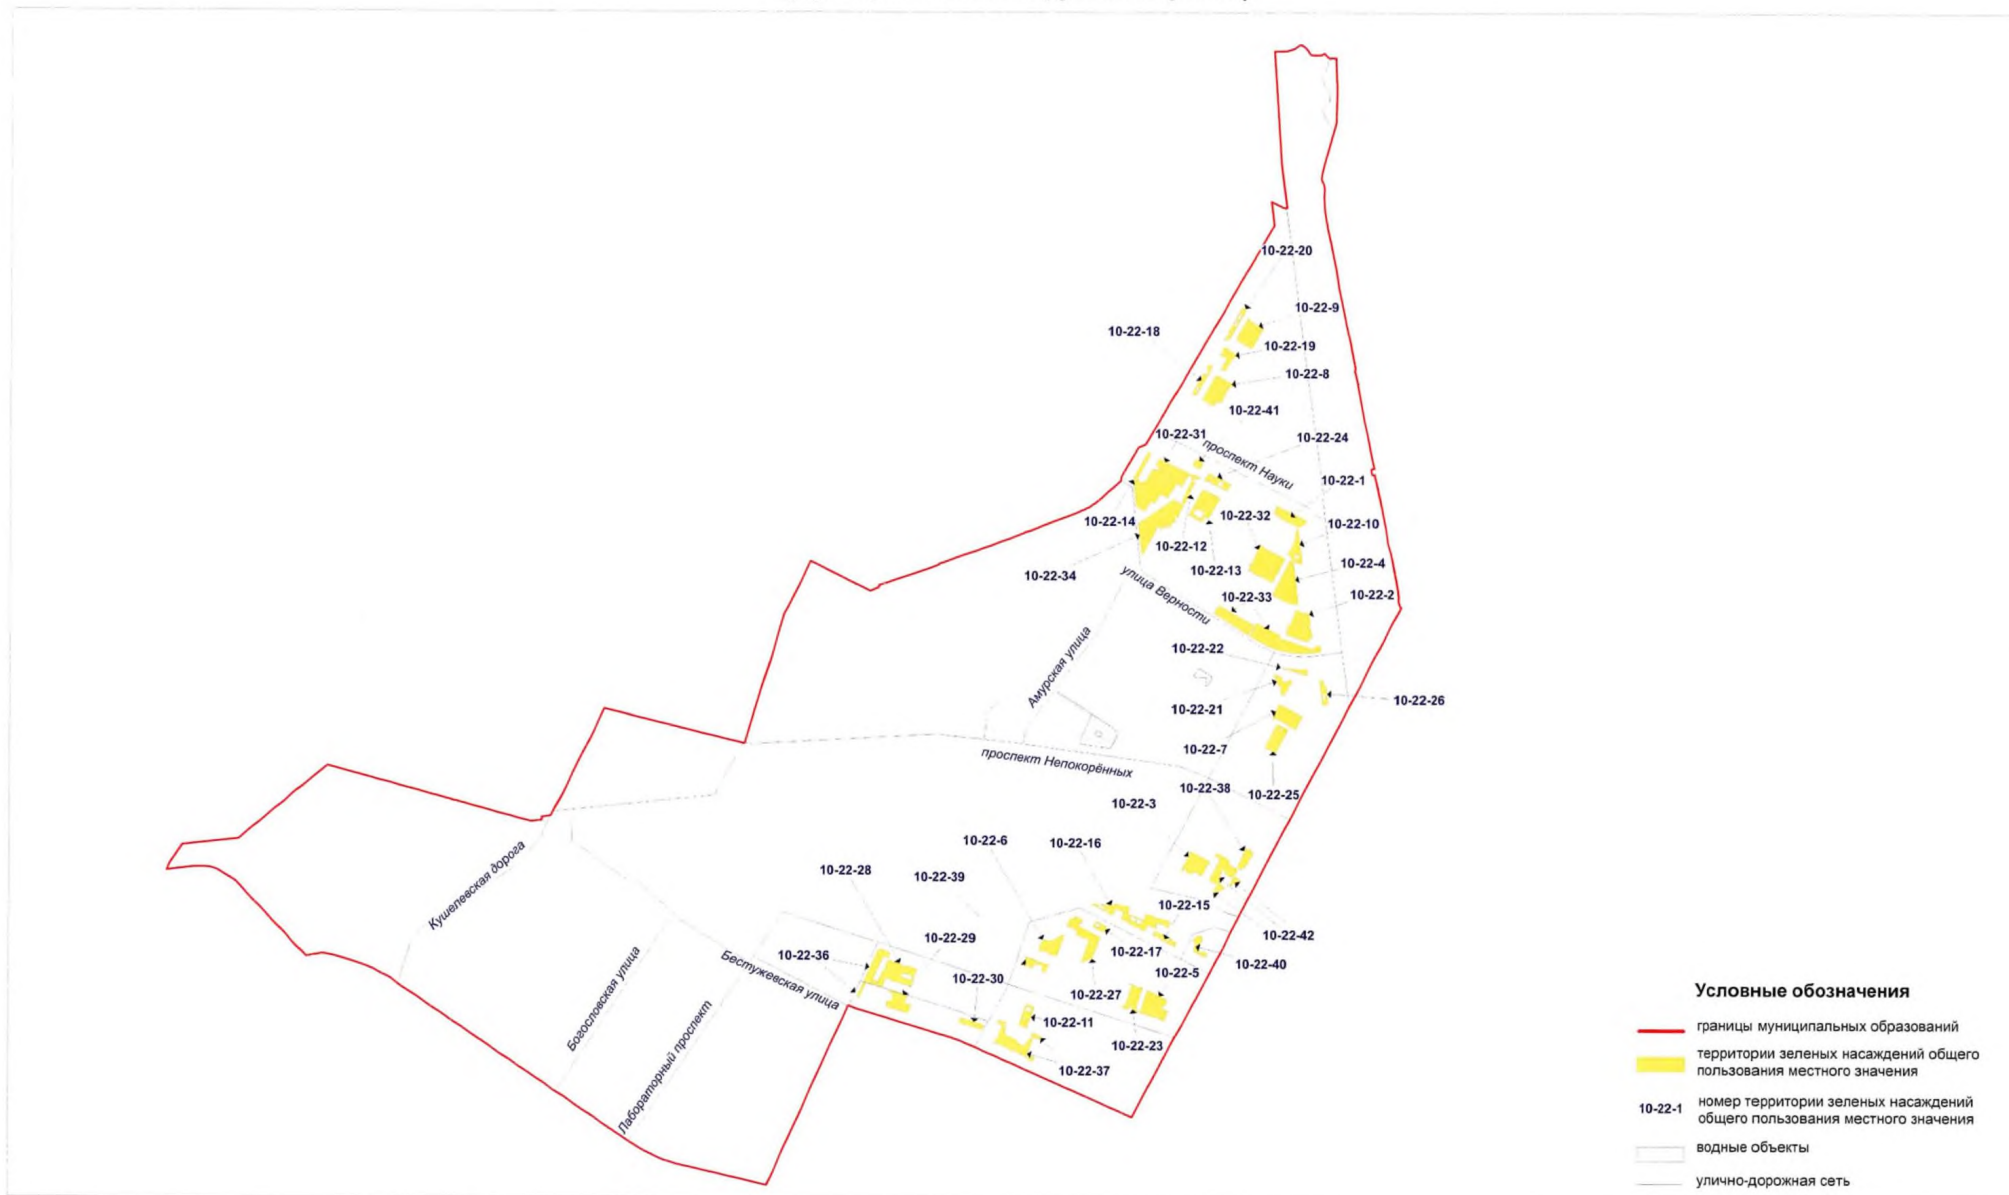 10-22-20
10-22-9
10-22-18
10-22-19
10-22-8
10-22-41
10-22-31
10-22-24
проспект Науки
10-22-1
10-22-14
10-22-32
10-22-10
10-22-12
10-22-4
10-22-13
10-22-34
улица Верности
10-22-33
10-22-2
10-22-22
Амурская улица
10-22-26
10-22-21
10-22-7
проспект Непокорённых
10-22-38
10-22-25
10-22-3
10-22-6
10-22-16
10-22-28
10-22-39
Кушелевская дорога
10-22-15
10-22-42
10-22-29
10-22-17
10-22-36
10-22-40
Бестужевская улица
10-22-30
10-22-5
10-22-27
Богословская улица
Лабораторный проспект
10-22-11
10-22-23
10-22-37
Условные обозначения
границы муниципальных образований
территории зеленых насаждений общего
пользования местного значения
10-22-1
номер территории зеленых насаждений
общего пользования местного значения
водные объекты
улично-дорожная сеть